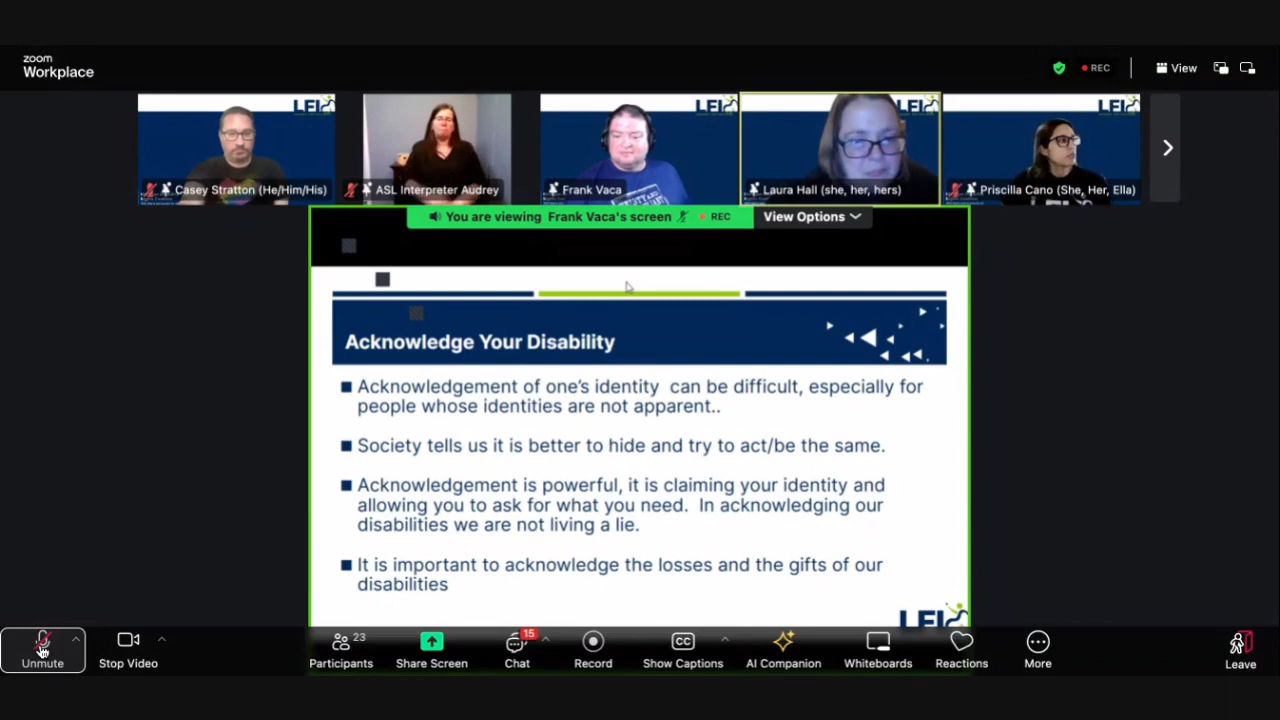 zoom
Workplace
REC
View
LEI
LEI
LEI
LEI
Casey Stratton (He/Him/His)
ASL Interpreter Audrey
Frank Vaca
Laura Hall (she, her, hers)
Priscilla Cano (She, Her, Ella)
You are viewing Frank Vaca's screen
REC
View Options
Acknowledge Your Disability
Acknowledgement of one's identity can be difficult, especially for
people whose identities are not apparent..
Society tells us it is better to hide and try to act/be the same.
Acknowledgement is powerful, it is claiming your identity and
allowing you to ask for what you need. In acknowledging our
disabilities we are not living a lie.
It is important to acknowledge the losses and the gifts of our
disabilities
LEI
Unmute
Stop Video
23
Participants
Share Screen
15
Chat
Record
CC
Show Captions
AI Companion
Whiteboards
Reactions
More
Leave